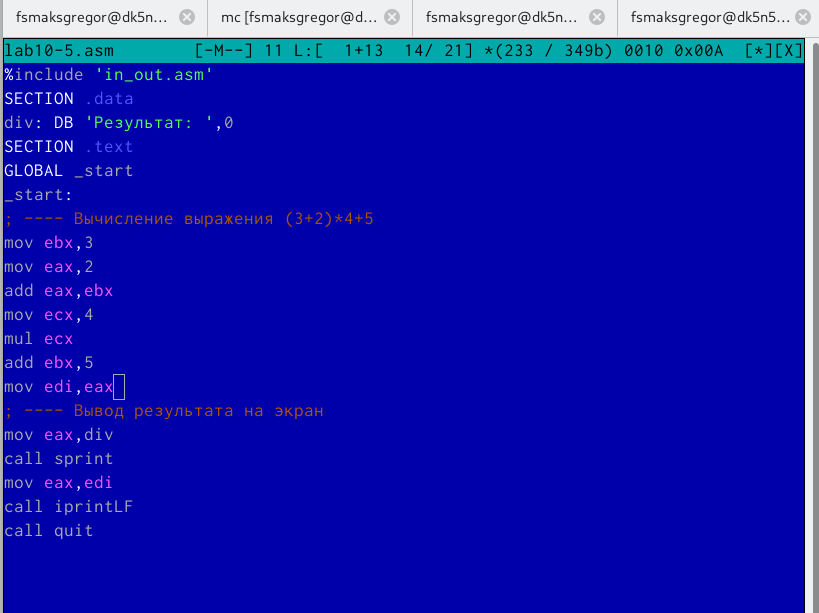 fsmaksgregor@dk5n... mc [fsmaksgregor@d... fsmaksgregor@dk5n... fsmaksgregor@dk5n5...
lab10-5.asm [-M--] 11 L:[ 1+13 14/ 21] *(233 / 349b) 0010 0x00A [*][X]
%include 'in_out.asm'
SECTION .data
div: DB 'Результат: ',0
SECTION .text
GLOBAL _start
_start:
; ---- Вычисление выражения (3+2)*4+5
mov ebx,3
mov eax,2
add eax,ebx
mov ecx,4
mul ecx
add ebx,5
mov edi,eax
; ---- Вывод результата на экран
mov eax,div
call sprint
mov eax,edi
call iprintLF
call quit